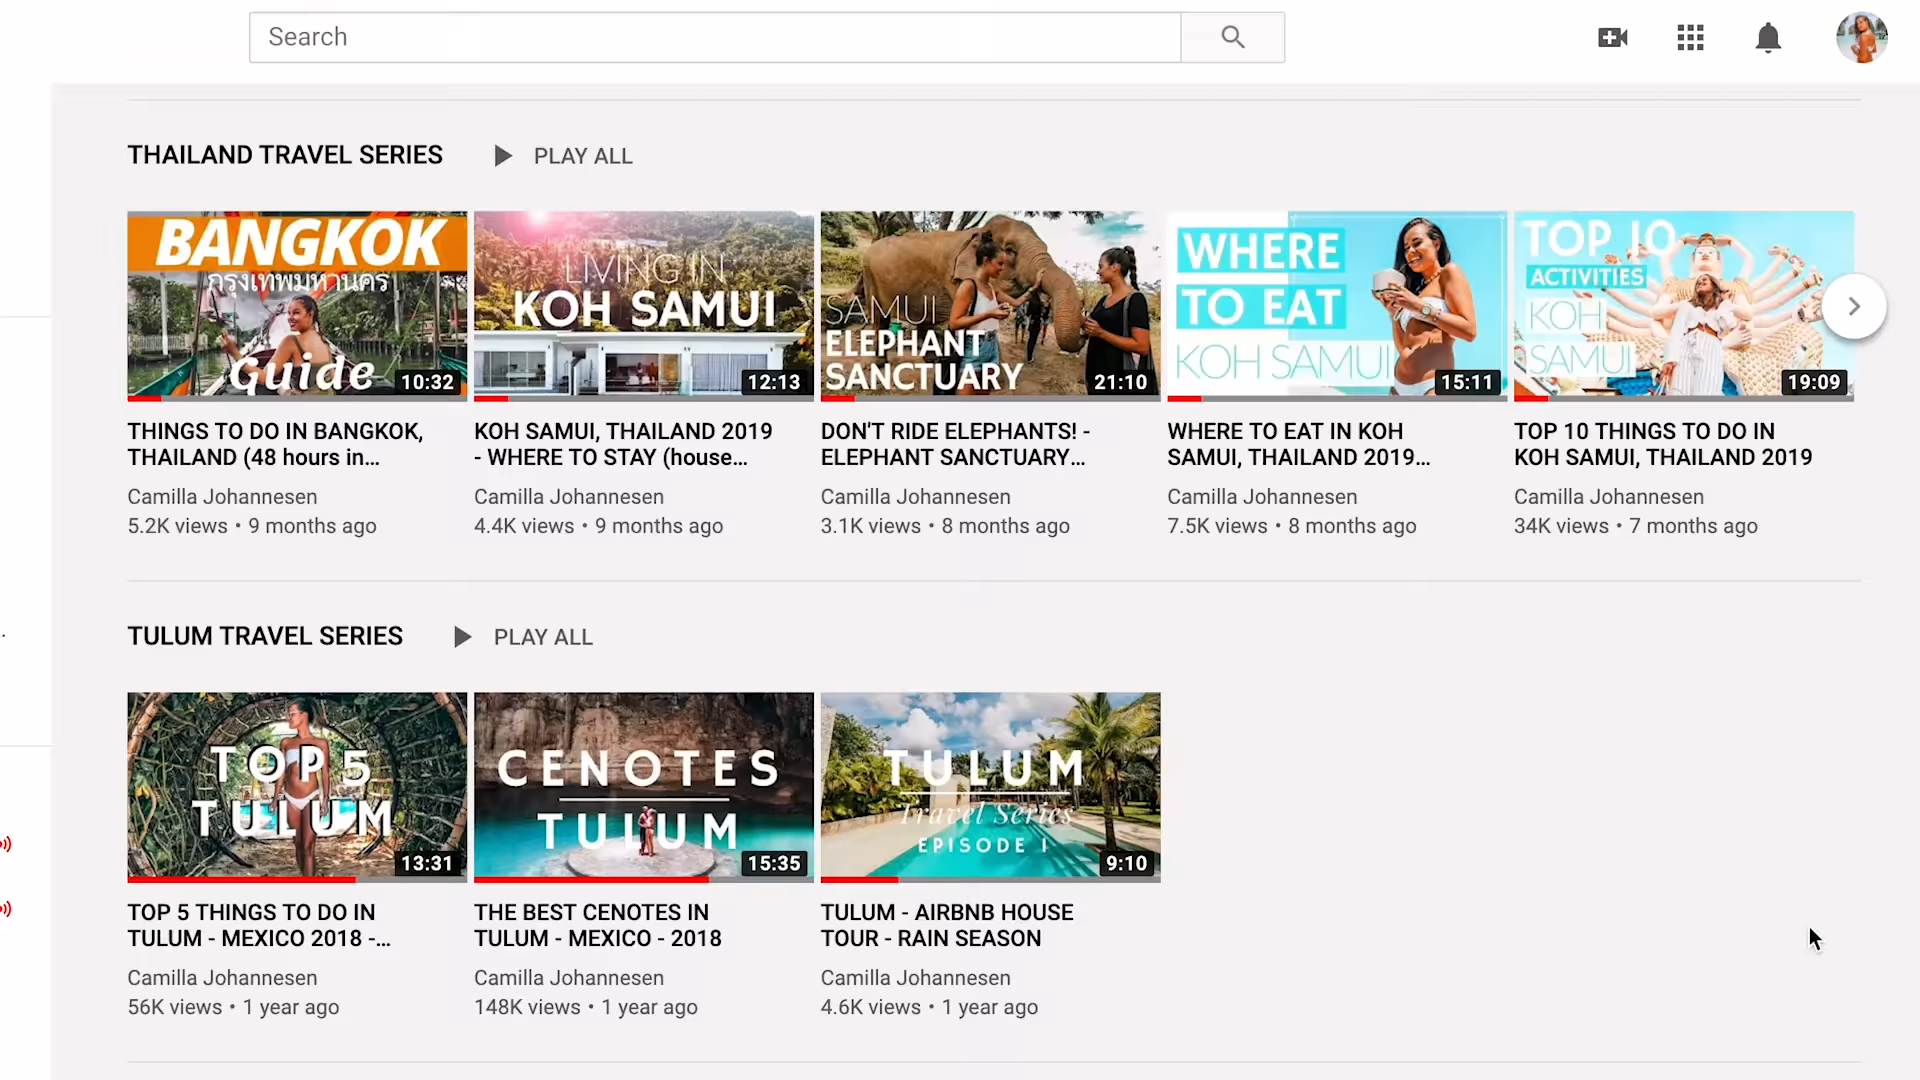 Search
THAILAND TRAVEL SERIES
PLAY ALL
BANGKOK
กรุงเทพมหานคร
Guide
10:32
LIVING IN
KOH SAMUI
12:13
SAMUI
ELEPHANT
SANCTUARY
21:10
WHERE
TO EAT
KOH SAMUI
15:11
TOP 10
ACTIVITIES
KOH
SAMUI
19:09
THINGS TO DO IN BANGKOK,
THAILAND (48 hours in...
Camilla Johannesen
5.2K views • 9 months ago
KOH SAMUI, THAILAND 2019
- WHERE TO STAY (house...
Camilla Johannesen
4.4K views • 9 months ago
DON'T RIDE ELEPHANTS! -
ELEPHANT SANCTUARY...
Camilla Johannesen
3.1K views • 8 months ago
WHERE TO EAT IN KOH
SAMUI, THAILAND 2019...
Camilla Johannesen
7.5K views • 8 months ago
TOP 10 THINGS TO DO IN
KOH SAMUI, THAILAND 2019
Camilla Johannesen
34K views • 7 months ago
TULUM TRAVEL SERIES
PLAY ALL
TOP 5
TULUM
13:31
CENOTES
TULUM
15:35
TULUM
Travel Series
EPISODE 1
9:10
TOP 5 THINGS TO DO IN
TULUM - MEXICO 2018 -...
Camilla Johannesen
56K views • 1 year ago
THE BEST CENOTES IN
TULUM - MEXICO - 2018
Camilla Johannesen
148K views • 1 year ago
TULUM - AIRBNB HOUSE
TOUR - RAIN SEASON
Camilla Johannesen
4.6K views • 1 year ago